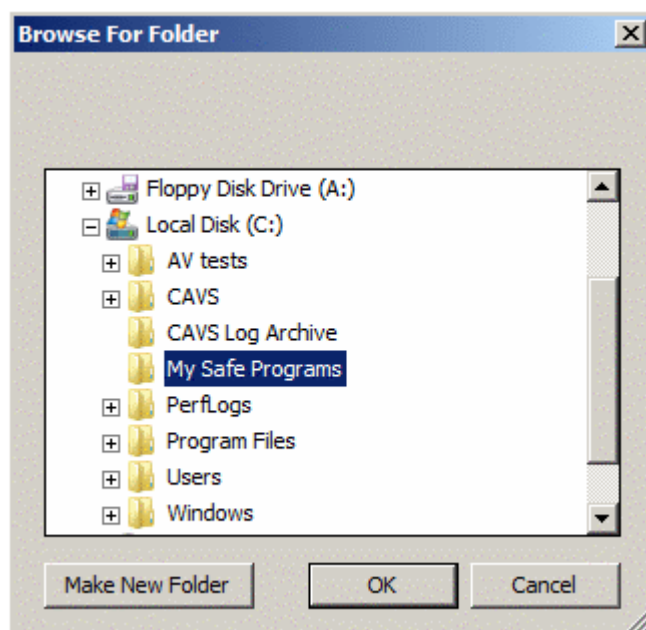 Browse For Folder
Floppy Disk Drive (A:)
Local Disk (C:)
AV tests
CAVS
CAVS Log Archive
My Safe Programs
PerfLogs
Program Files
Users
Windows
Make New Folder OK Cancel